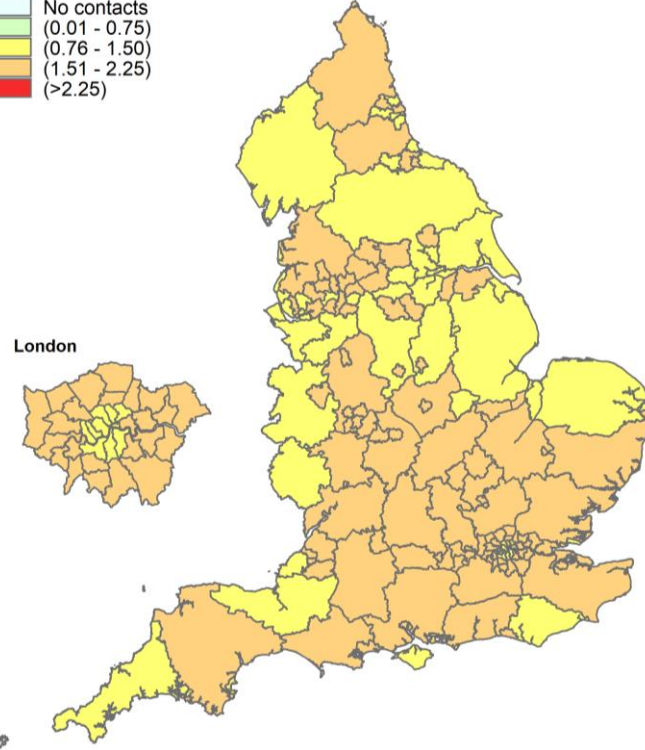 No contacts
(0.01 - 0.75)
(0.76 - 1.50)
(1.51 - 2.25)
(>2.25)
London